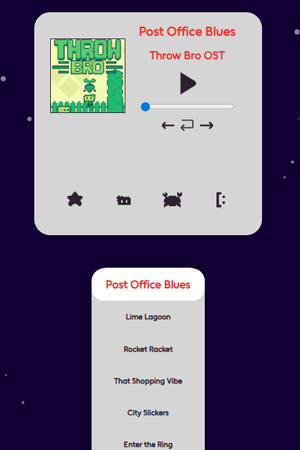 Post Office Blues
THROW
BRO
Throw Bro OST
[:
Post Office Blues
Lime Lagoon
Rocket Racket
That Shopping Vibe
City Slickers
Enter the Ring